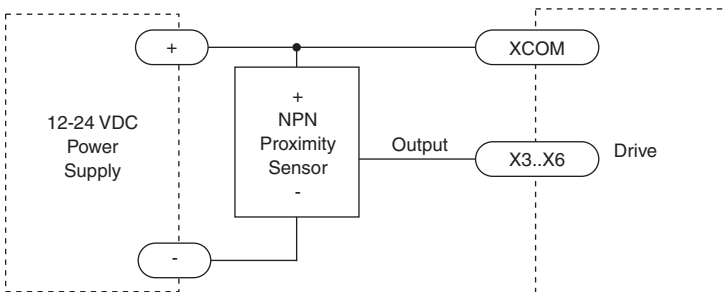 +
XCOM
12-24 VDC
Power
Supply
+
NPN
Proximity
Sensor
-
Output
X3..X6
Drive
-